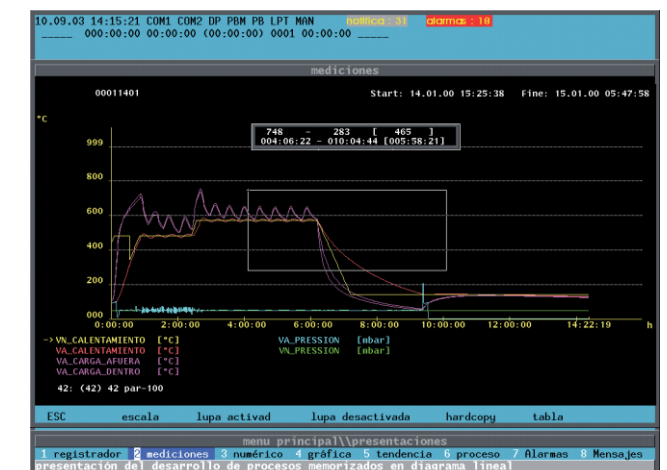 10.09.03 14:15:21 COM1 COM2 DP PBM PB LPT MAN notifica : 31 alarmas : 18
_____ 000:00:00 00:00:00 (00:00:00) 0001 00:00:00 _____
mediciones
00011401 Start: 14.01.00 15:25:38 Fine: 15.01.00 05:47:58
°C
748 - 283 [ 465 ]
004:06:22 - 010:04:44 [005:58:21]
999
800
600
400
200
000
0:00:00 2:00:00 4:00:00 6:00:00 8:00:00 10:00:00 12:00:00 14:22:19 h
-> VN_CALENTAMIENTO [°C] VA_PRESSION [mbar]
VA_CALENTAMIENTO [°C] VN_PRESSION [mbar]
VA_CARGA_AFUERA [°C]
VA_CARGA_DENTRO [°C]
42: (42) 42 par-100
ESC escala lupa activad lupa desactivada hardcopy tabla
menu principal\\presentaciones
1 registrador 2 mediciones 3 numérico 4 gráfica 5 tendencia 6 proceso 7 Alarmas 8 Mensajes
presentación del desarrollo de procesos memorizados en diagrama lineal